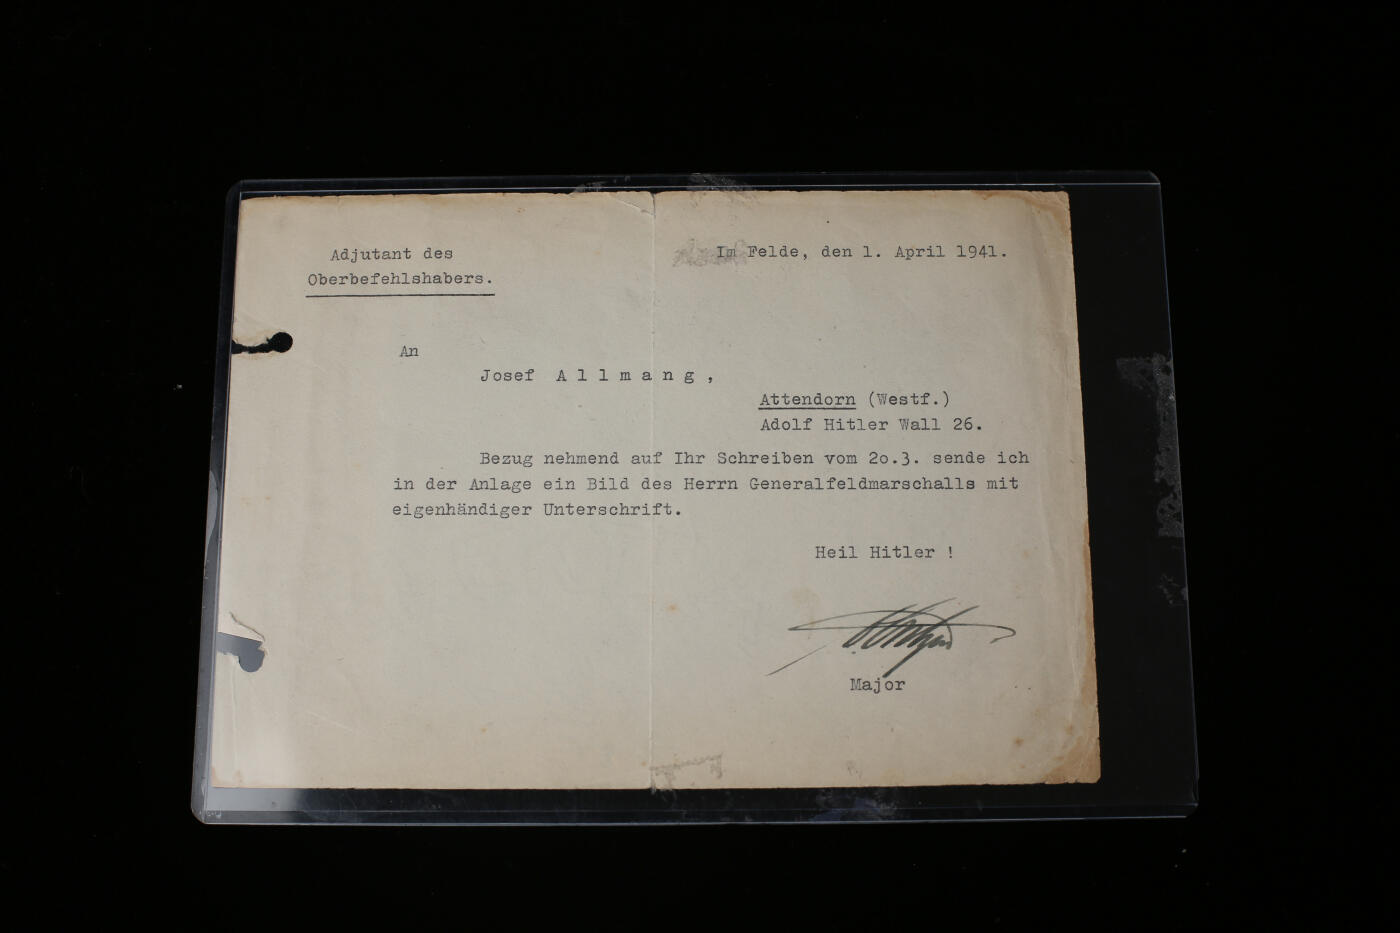 Adjutant des
Oberbefehlshabers.
Im Felde, den 1. April 1941.
An
Josef A l l m a n g ,
Attendorn (Westf.)
Adolf Hitler Wall 26.
Bezug nehmend auf Ihr Schreiben vom 2o.3. sende ich
in der Anlage ein Bild des Herrn Generalfeldmarschalls mit
eigenhändiger Unterschrift.
Heil Hitler !
Major